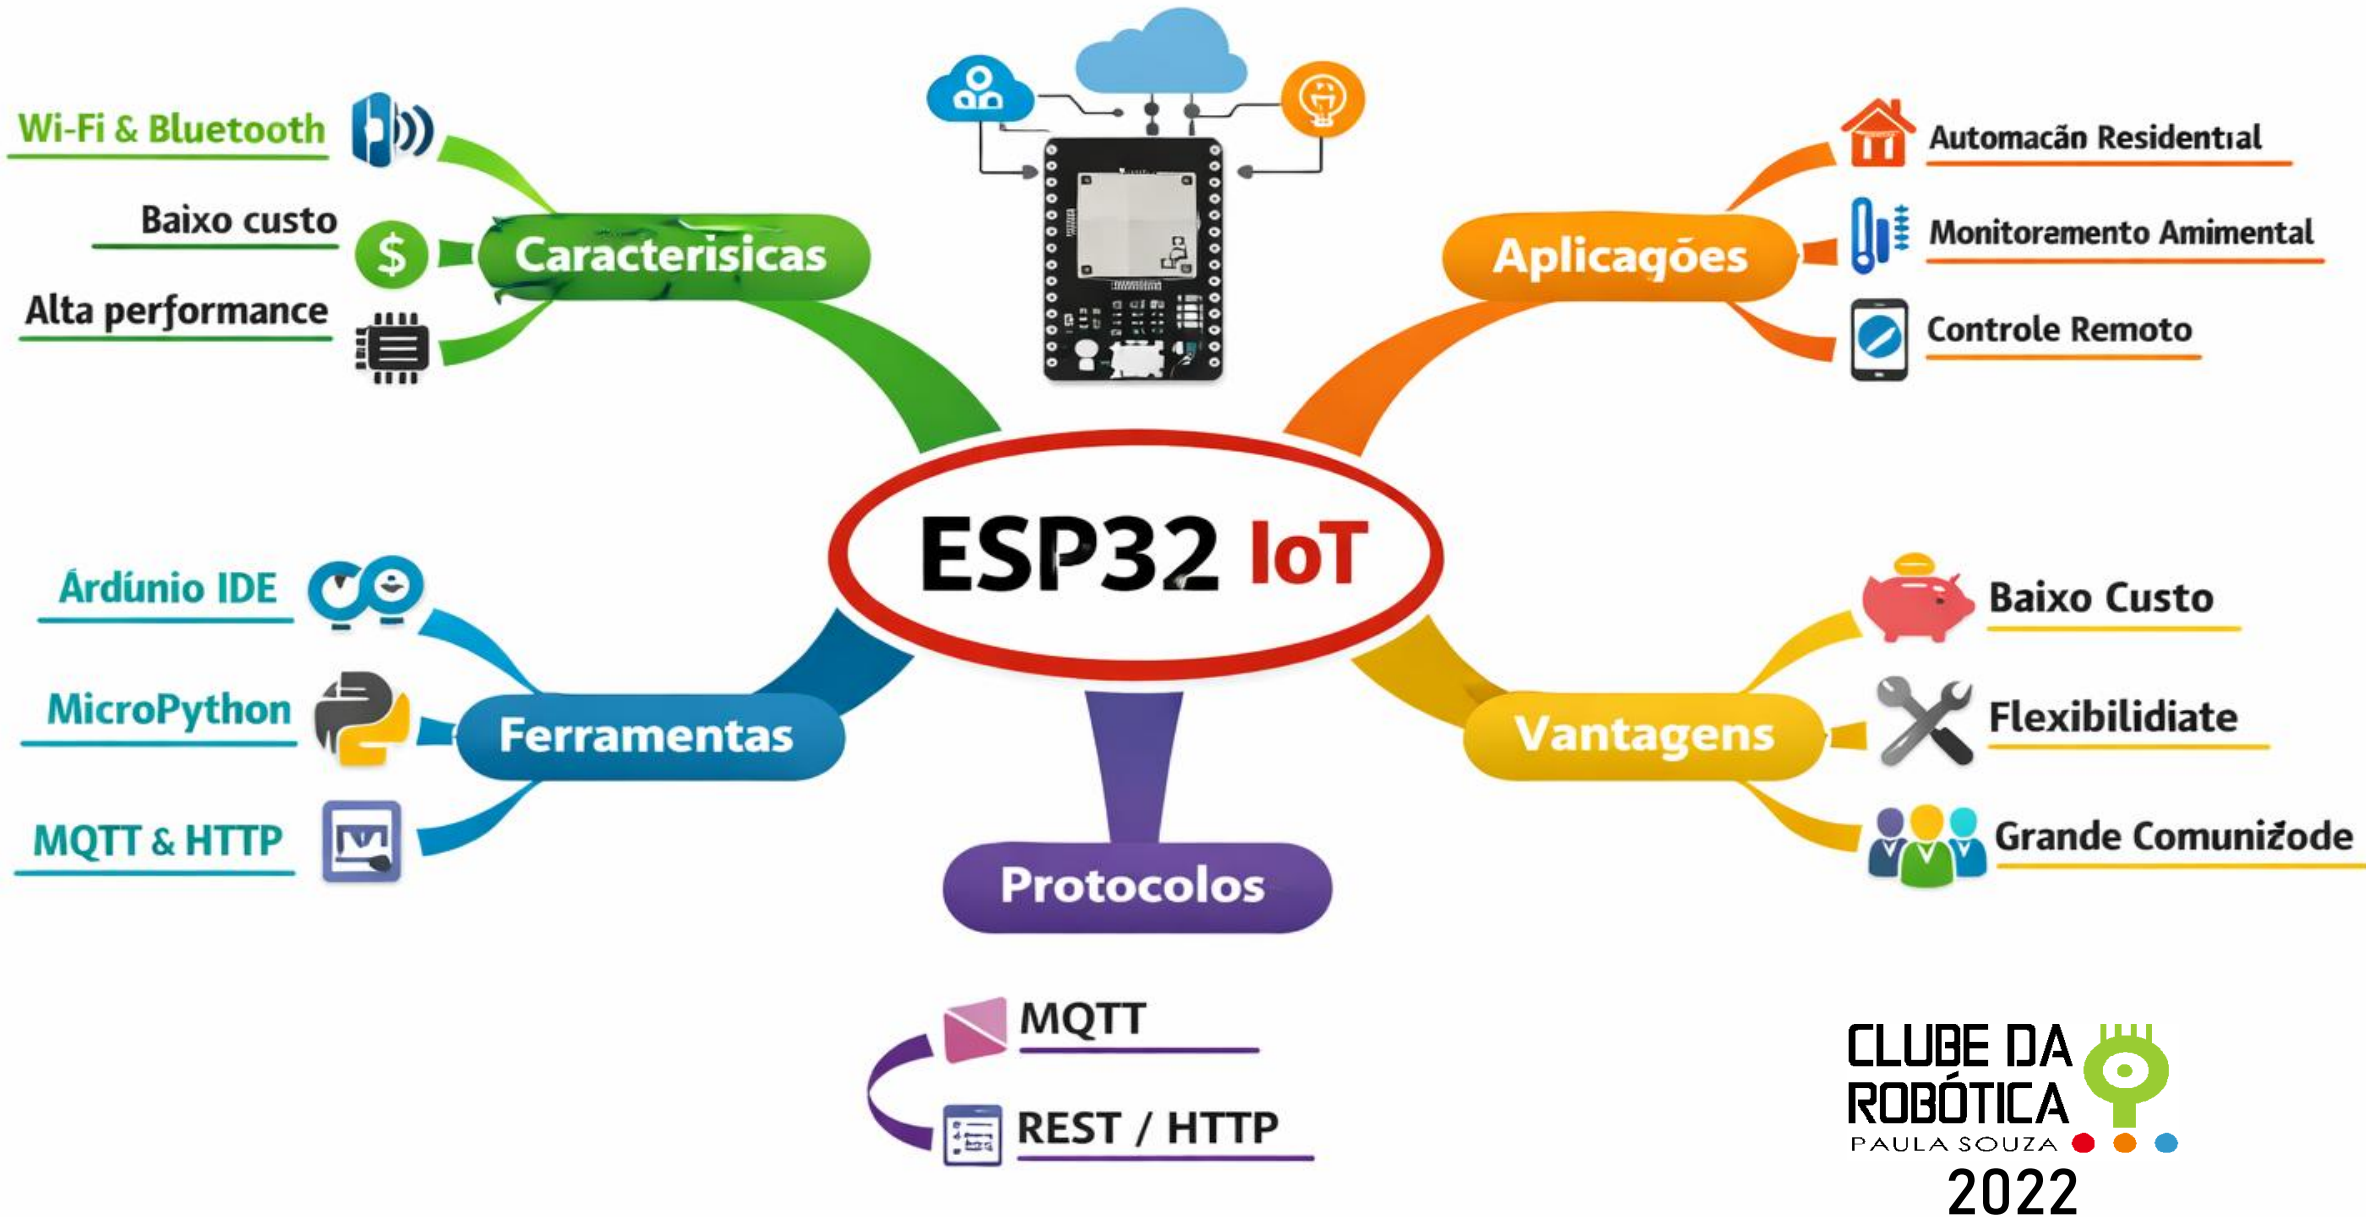 Wi-Fi & Bluetooth
Baixo custo
Alta performance
Caracterisicas
Aplicagões
Automacãn Residentıal
Monitoramento Amimental
Controle Remoto
ESP32 IoT
Árdúnio IDE
MicroPython
MQTT & HTTP
Ferramentas
Vantagens
Baixo Custo
Flexibilidiate
Grande Comuniźode
Protocolos
MQTT
REST / HTTP
CLUBE DA
ROBÓTICA
PAULA SOUZA
2022